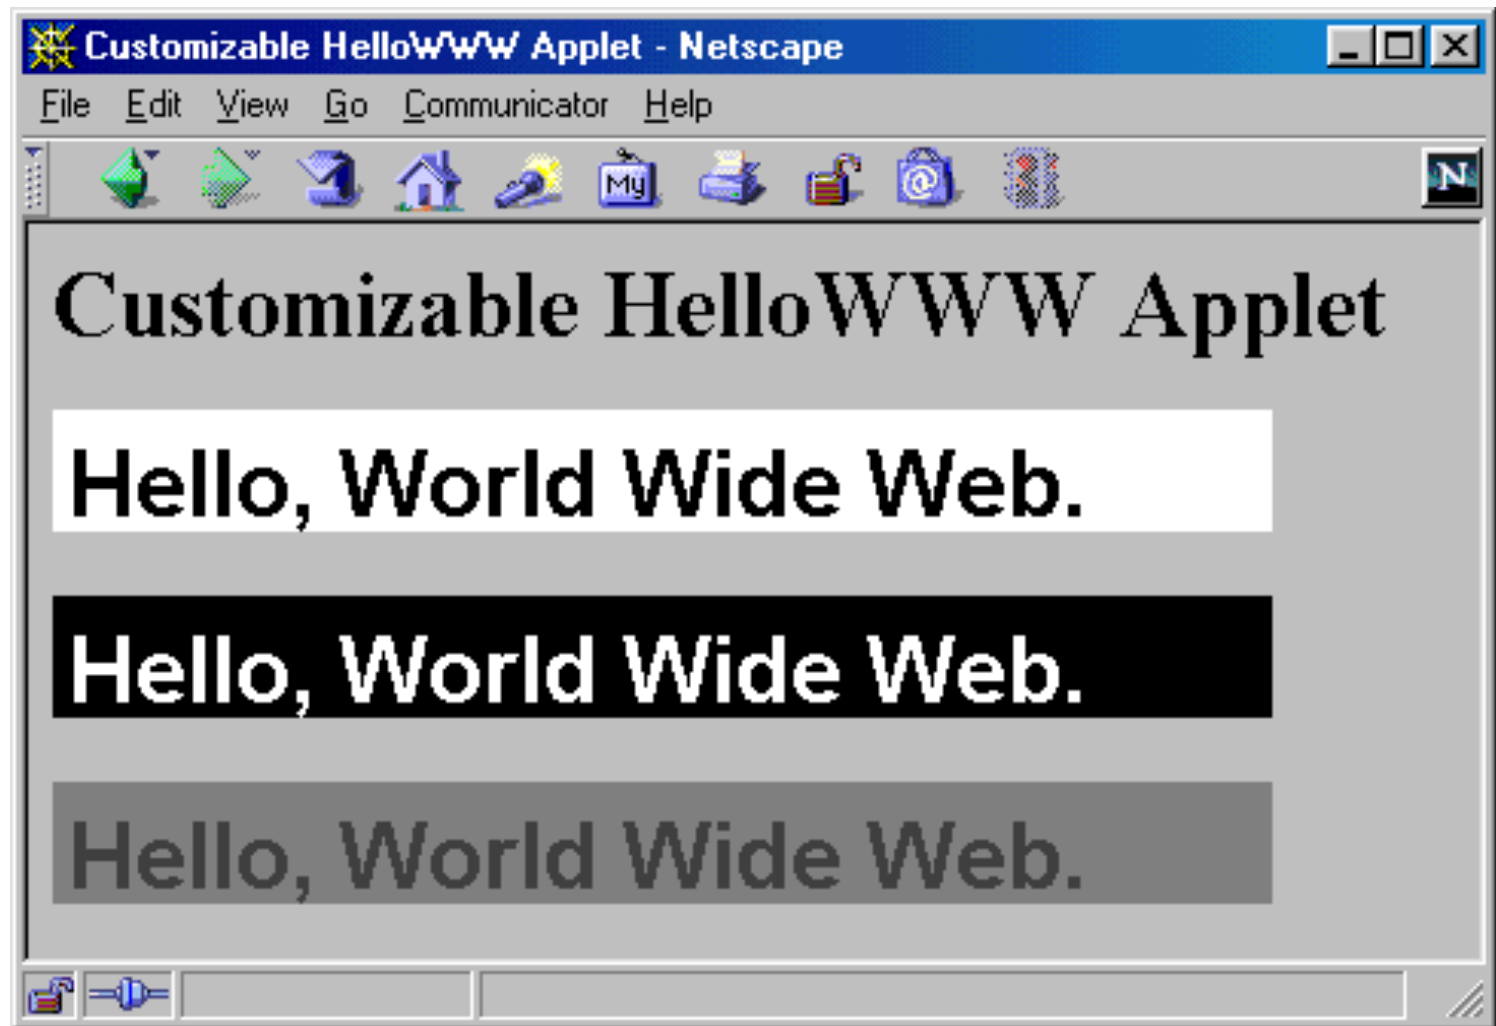 Customizable HelloWWW Applet - Netscape
File Edit View Go Communicator Help
My @ N
Customizable HelloWWW Applet
Hello, World Wide Web.
Hello, World Wide Web.
Hello, World Wide Web.